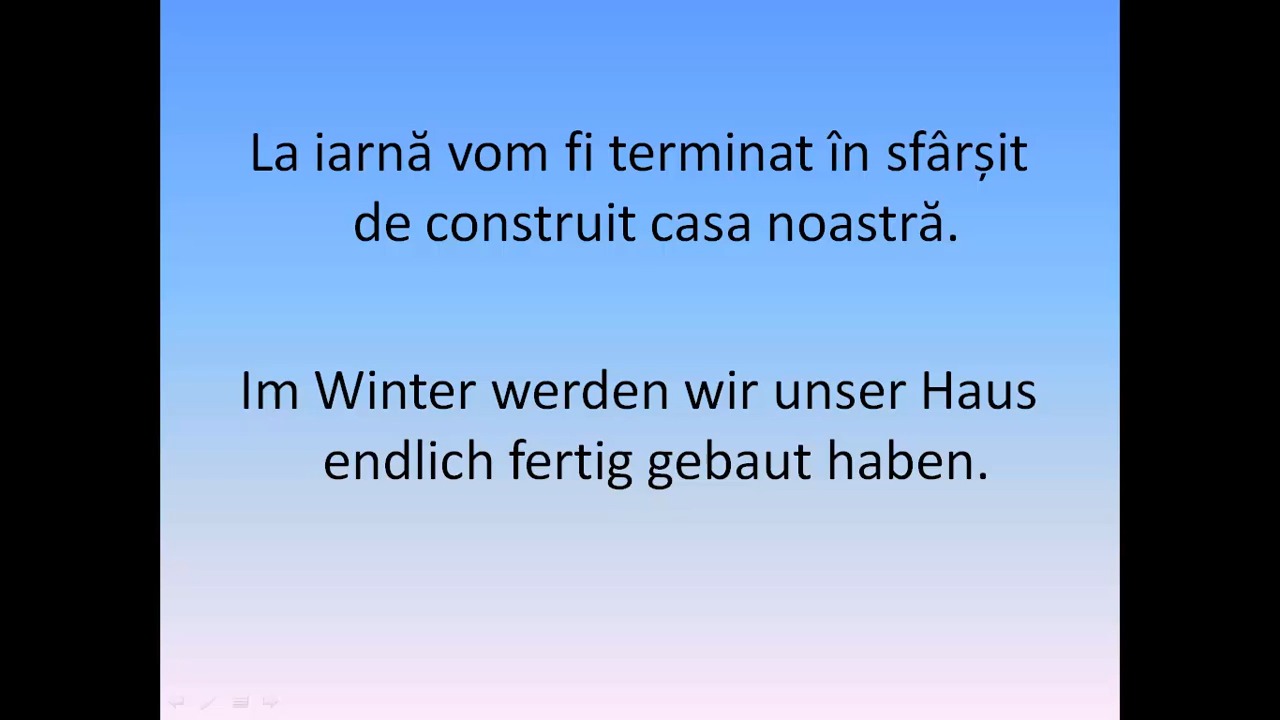 La iarnă vom fi terminat în sfârșit
de construit casa noastră.
Im Winter werden wir unser Haus
endlich fertig gebaut haben.